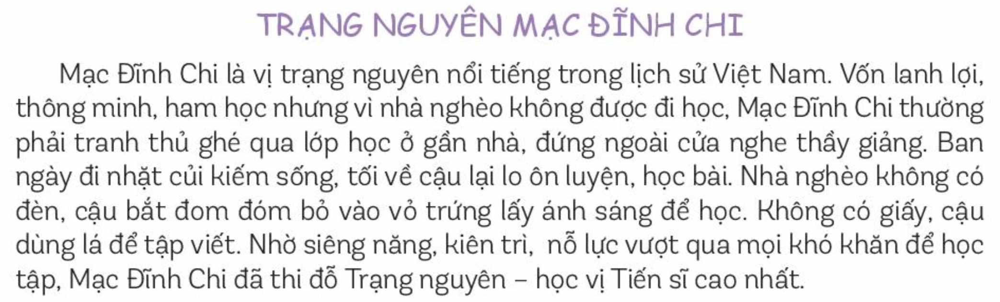 TRẠNG NGUYÊN MẠC ĐĨNH CHI
Mạc Đĩnh Chi là vị trạng nguyên nổi tiếng trong lịch sử Việt Nam. Vốn lanh lợi,
thông minh, ham học nhưng vì nhà nghèo không được đi học, Mạc Đĩnh Chi thường
phải tranh thủ ghé qua lớp học ở gần nhà, đứng ngoài cửa nghe thầy giảng. Ban
ngày đi nhặt củi kiếm sống, tối về cậu lại lo ôn luyện, học bài. Nhà nghèo không có
đèn, cậu bắt đom đóm bỏ vào vỏ trứng lấy ánh sáng để học. Không có giấy, cậu
dùng lá để tập viết. Nhờ siêng năng, kiên trì, nỗ lực vượt qua mọi khó khăn để học
tập, Mạc Đĩnh Chi đã thi đỗ Trạng nguyên – học vị Tiến sĩ cao nhất.